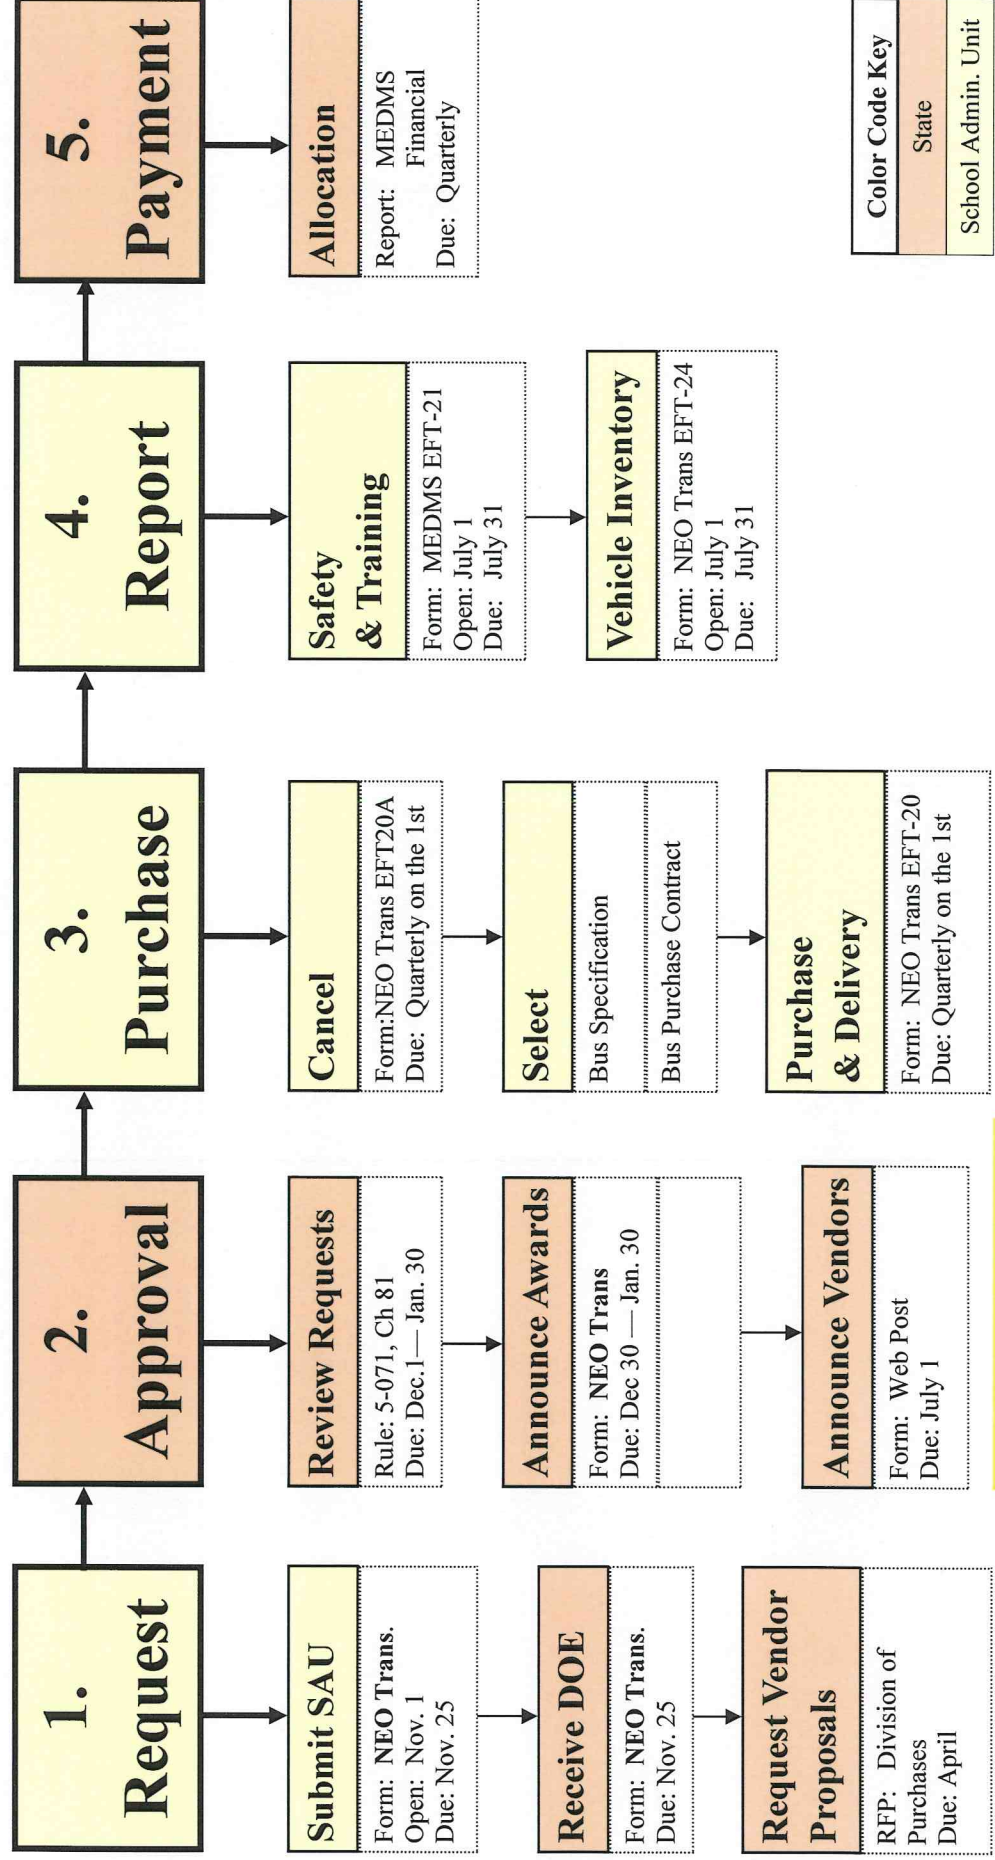 1.
Request
Submit SAU
Form: NEO Trans.
Open: Nov. 1
Due: Nov. 25
Receive DOE
Form: NEO Trans.
Due: Nov. 25
Request Vendor
Proposals
RFP: Division of
Purchases
Due: April
2.
Approval
Review Requests
Rule: 5-071, Ch 81
Due: Dec.1— Jan. 30
Announce Awards
Form: NEO Trans
Due: Dec 30 — Jan. 30
Announce Vendors
Form: Web Post
Due: July 1
3.
Purchase
Cancel
Form:NEO Trans EFT20A
Due: Quarterly on the 1st
Select
Bus Specification
Bus Purchase Contract
Purchase
& Delivery
Form: NEO Trans EFT-20
Due: Quarterly on the 1st
4.
Report
Safety
& Training
Form: MEDMS EFT-21
Open: July 1
Due: July 31
Vehicle Inventory
Form: NEO Trans EFT-24
Open: July 1
Due: July 31
5.
Payment
Allocation
Report: MEDMS
Financial
Due: Quarterly
Color Code Key
State
School Admin. Unit